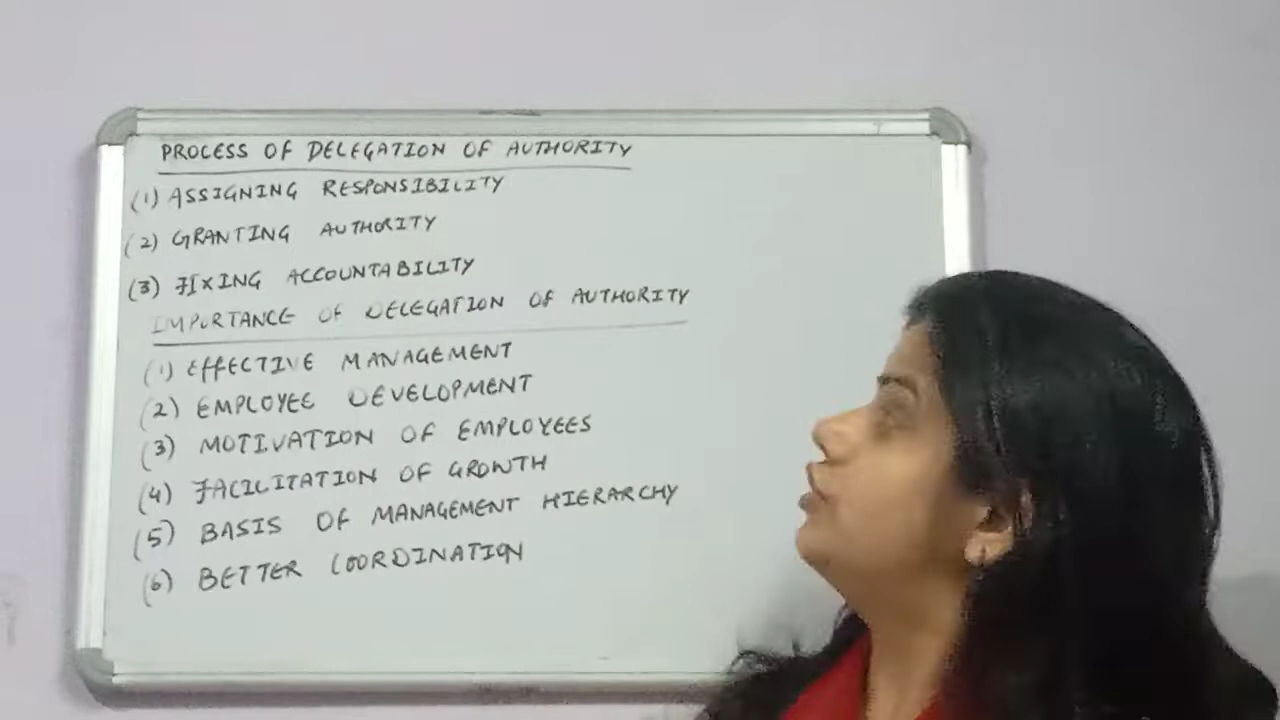 PROCESS OF DELEGATION OF AUTHORITY
(1) ASSIGNING RESPONSIBILITY
(2) GRANTING AUTHORITY
(3) FIXING ACCOUNTABILITY
IMPORTANCE OF DELEGATION OF AUTHORITY
(1) EFFECTIVE MANAGEMENT
(2) EMPLOYEE DEVELOPMENT
(3) MOTIVATION OF EMPLOYEES
(4) FACILITATION OF GROWTH
(5) BASIS OF MANAGEMENT HIERARCHY
(6) BETTER COORDINATION